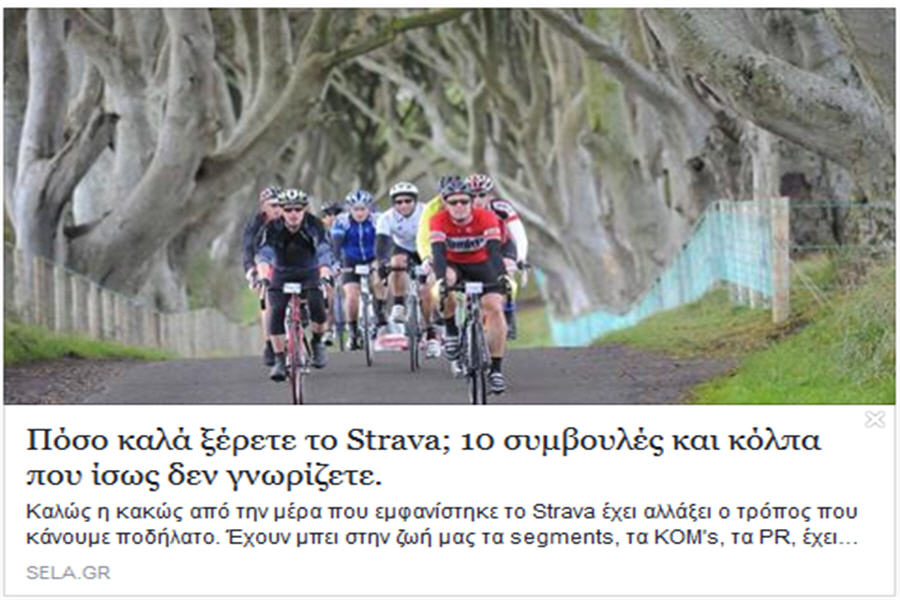 Πόσο καλά ξέρετε το Strava; 10 συμβουλές και κόλπα
που ίσως δεν γνωρίζετε.
Καλώς η κακώς από την μέρα που εμφανίστηκε το Strava έχει αλλάξει ο τρόπος που
κάνουμε ποδήλατο. Έχουν μπει στην ζωή μας τα segments, τα KOM's, τα PR, έχει...
SELA.GR